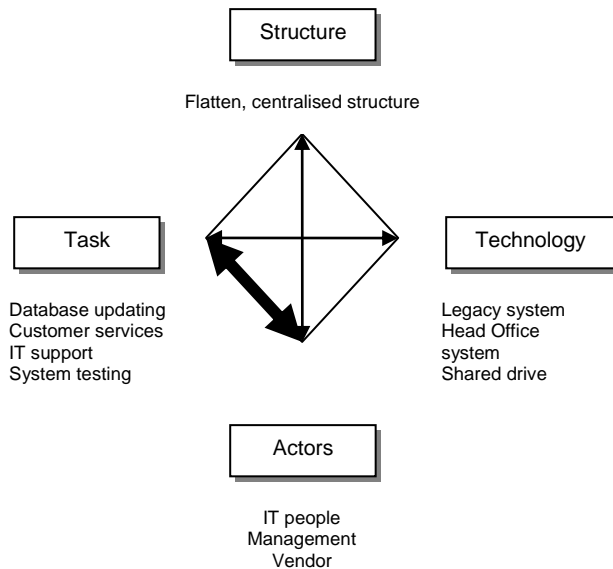 Structure
Flatten, centralised structure
Task
Technology
Database updating
Customer services
IT support
System testing
Legacy system
Head Office
system
Shared drive
Actors
IT people
Management
Vendor